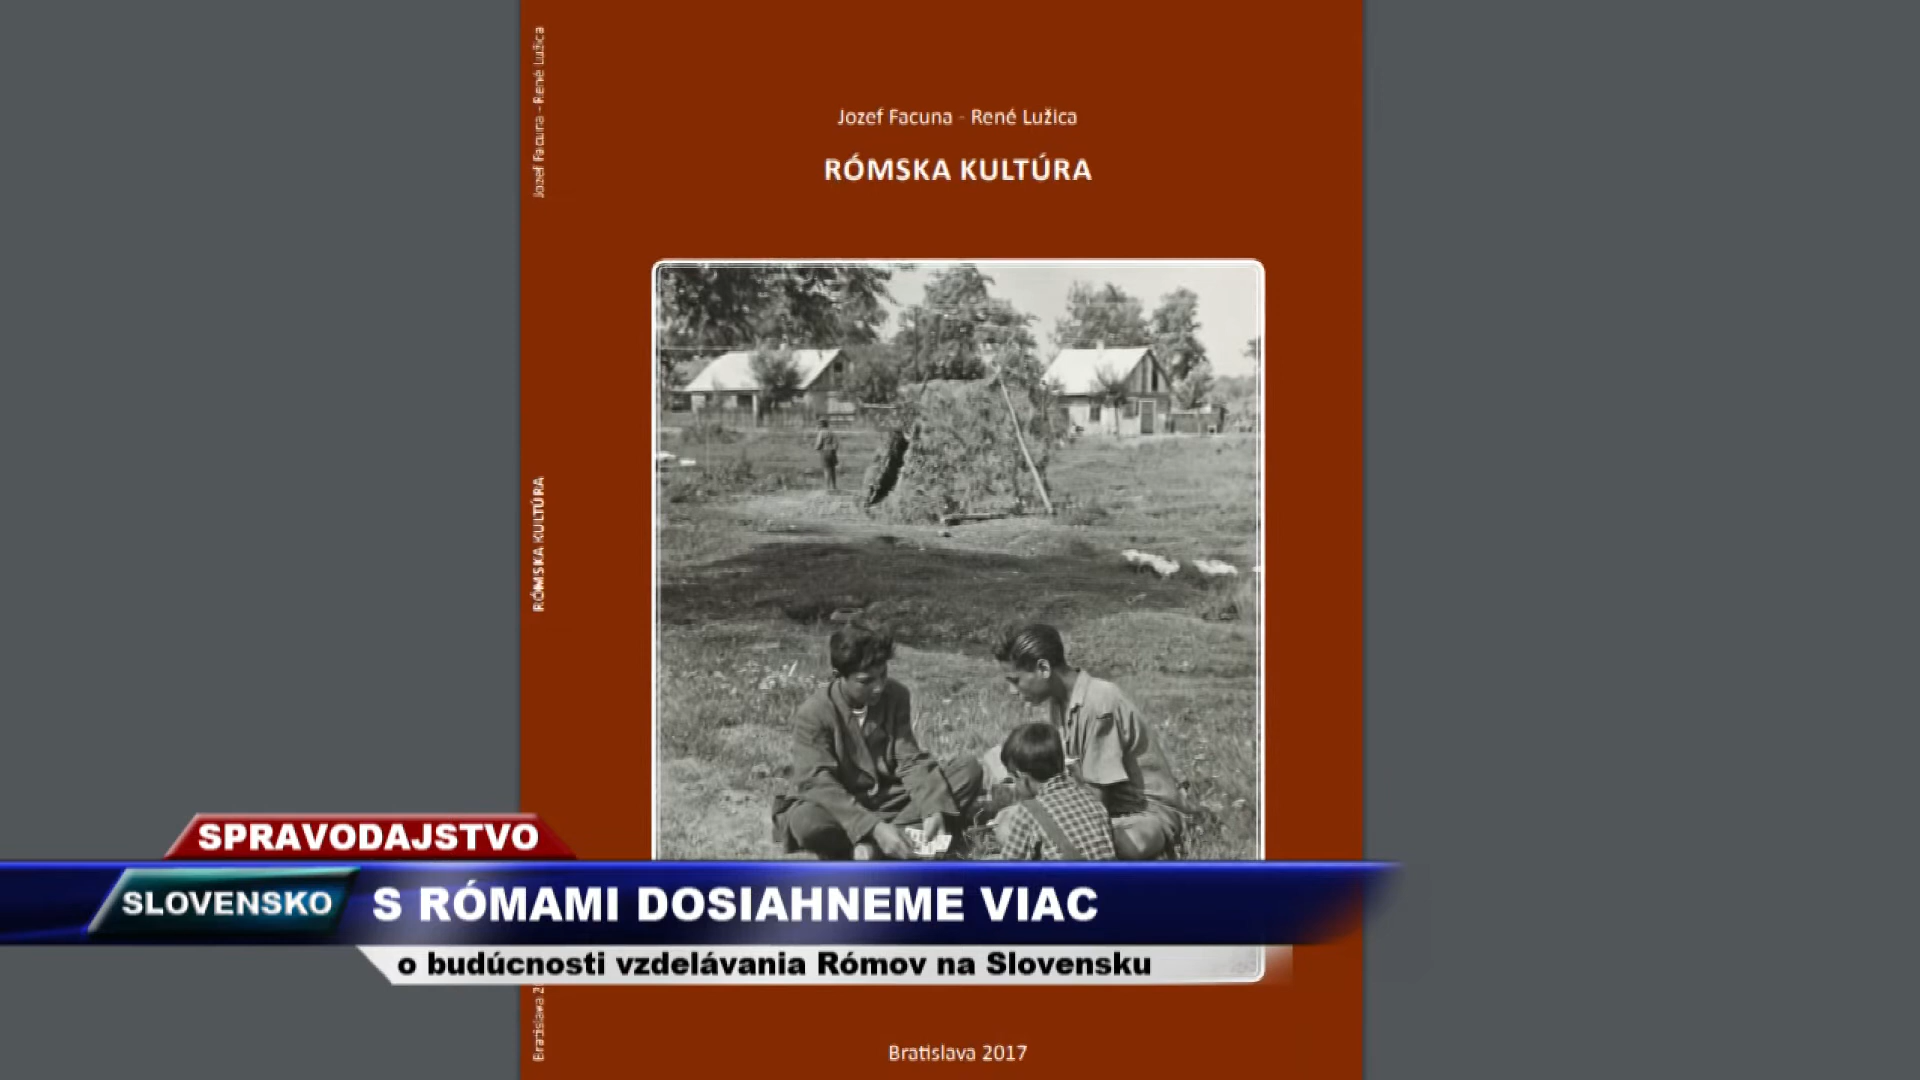 Jozef Facuna - René Lužica
Jozef Facuna - René Lužica
RÓMSKA KULTÚRA
RÓMSKA KULTÚRA
SPRAVODAJSTVO
SLOVENSKO
S RÓMAMI DOSIAHNEME VIAC
o budúcnosti vzdelávania Rómov na Slovensku
Bratislava
Bratislava 2017